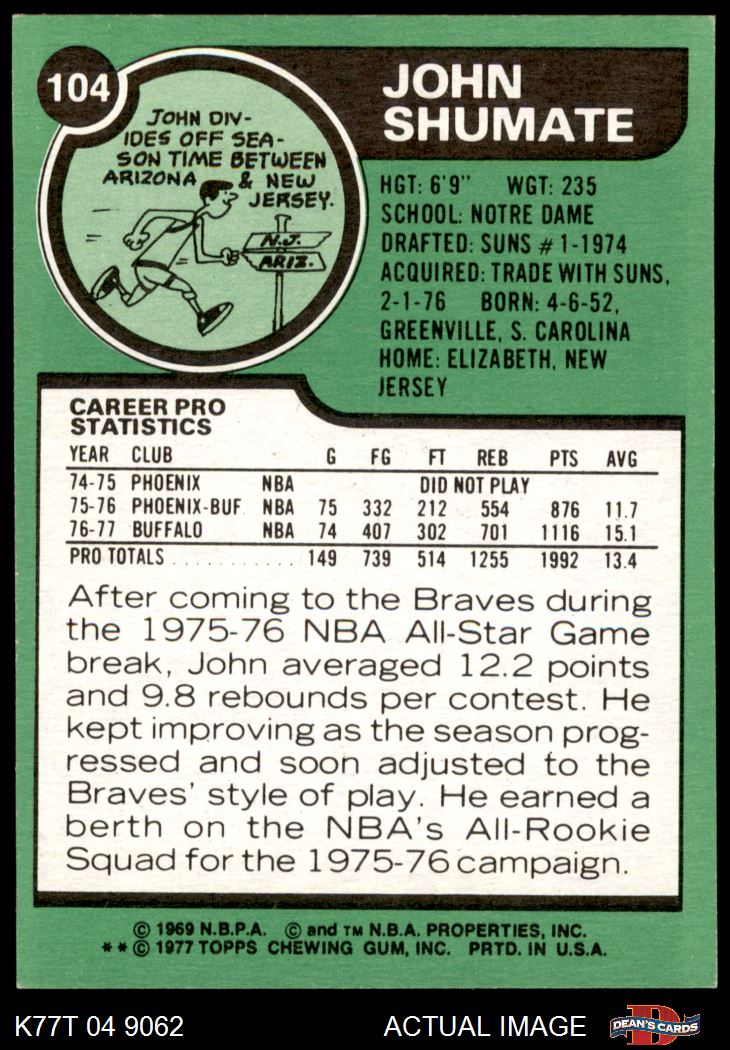 104
JOHN DIV-
IDES OFF SEA-
SON TIME BETWEEN
ARIZONA & NEW
JERSEY.
N.J.
ARIZ.
JOHN
SHUMATE
HGT: 6'9" WGT: 235
SCHOOL: NOTRE DAME
DRAFTED: SUNS #1-1974
ACQUIRED: TRADE WITH SUNS,
2-1-76 BORN: 4-6-52,
GREENVILLE, S. CAROLINA
HOME: ELIZABETH, NEW
JERSEY
CAREER PRO
STATISTICS
YEAR CLUB G FG FT REB PTS AVG
74-75 PHOENIX NBA DID NOT PLAY
75-76 PHOENIX-BUF. NBA 75 332 212 554 876 11.7
76-77 BUFFALO NBA 74 407 302 701 1116 15.1
PRO TOTALS . . . . . . . . . . . . 149 739 514 1255 1992 13.4
After coming to the Braves during
the 1975-76 NBA All-Star Game
break, John averaged 12.2 points
and 9.8 rebounds per contest. He
kept improving as the season prog-
ressed and soon adjusted to the
Braves' style of play. He earned a
berth on the NBA's All-Rookie
Squad for the 1975-76 campaign.
© 1969 N.B.P.A. © and TM N.B.A. PROPERTIES, INC.
**© 1977 TOPPS CHEWING GUM, INC. PRTD. IN U.S.A.
K77T 04 9062 ACTUAL IMAGE
D
DEAN'S CARDS